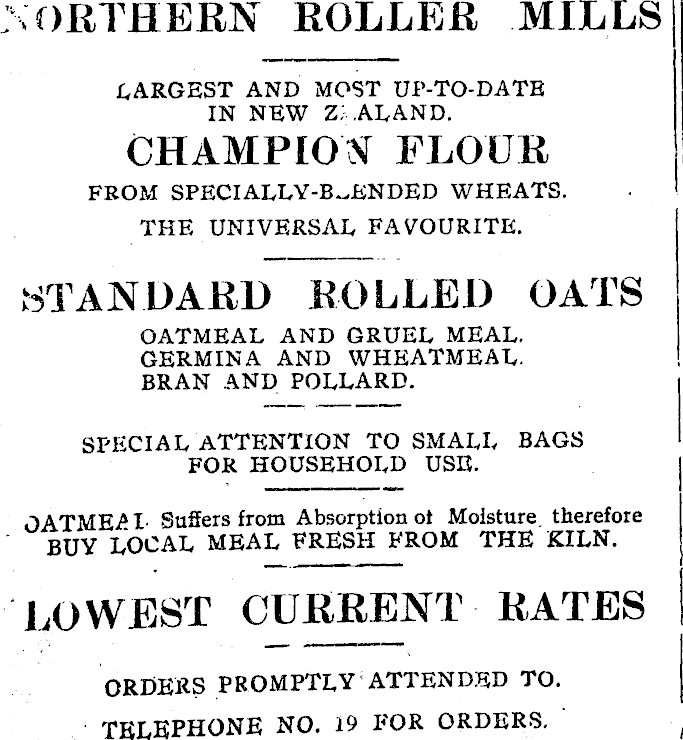 NORTHERN ROLLER MILLS
LARGEST AND MOST UP-TO-DATE
IN NEW ZEALAND.
CHAMPION FLOUR
FROM SPECIALLY-BLENDED WHEATS.
THE UNIVERSAL FAVOURITE.
STANDARD ROLLED OATS
OATMEAL AND GRUEL MEAL.
GERMINA AND WHEATMEAL.
BRAN AND POLLARD.
SPECIAL ATTENTION TO SMALL BAGS
FOR HOUSEHOLD USE.
OATMEAL Suffers from Absorption of Moisture therefore
BUY LOCAL MEAL FRESH FROM THE KILN.
LOWEST CURRENT RATES
ORDERS PROMPTLY ATTENDED TO.
TELEPHONE NO. 19 FOR ORDERS.